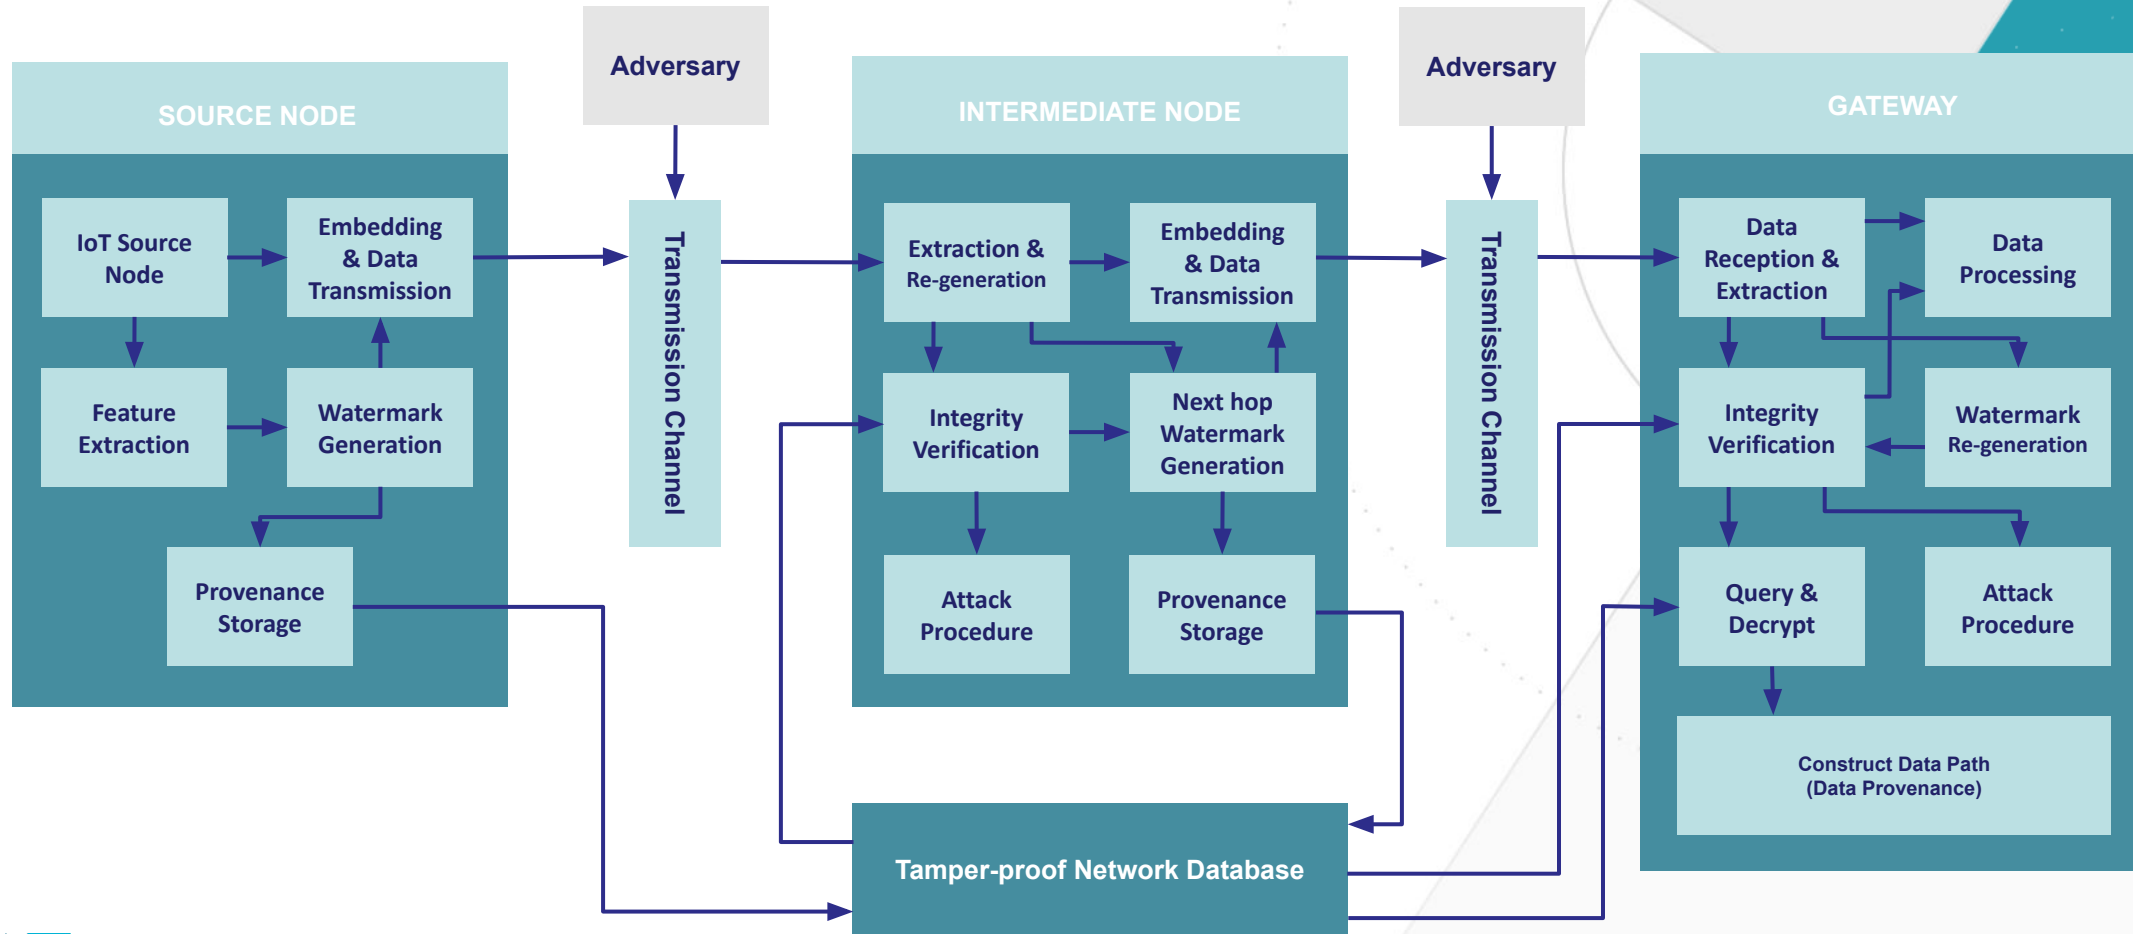 SOURCE NODE
IoT Source
Node
Embedding
& Data
Transmission
Feature
Extraction
Watermark
Generation
Provenance
Storage
Adversary
Transmission Channel
INTERMEDIATE NODE
Extraction &
Re-generation
Embedding
& Data
Transmission
Integrity
Verification
Next hop
Watermark
Generation
Attack
Procedure
Provenance
Storage
Adversary
Transmission Channel
GATEWAY
Data
Reception &
Extraction
Data
Processing
Integrity
Verification
Watermark
Re-generation
Query &
Decrypt
Attack
Procedure
Construct Data Path
(Data Provenance)
Tamper-proof Network Database